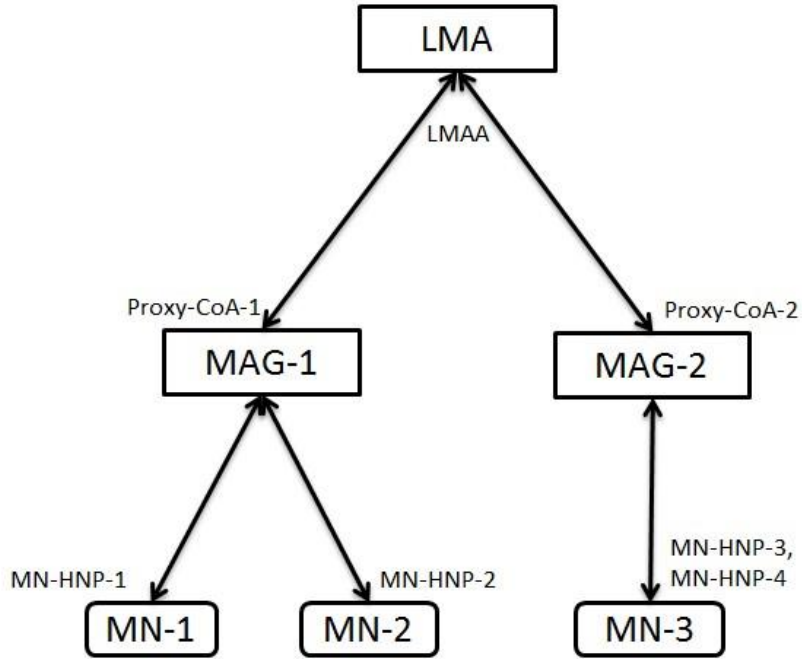 LMA
LMAA
Proxy-CoA-1
Proxy-CoA-2
MAG-1
MAG-2
MN-HNP-1
MN-HNP-2
MN-HNP-3,
MN-HNP-4
MN-1
MN-2
MN-3